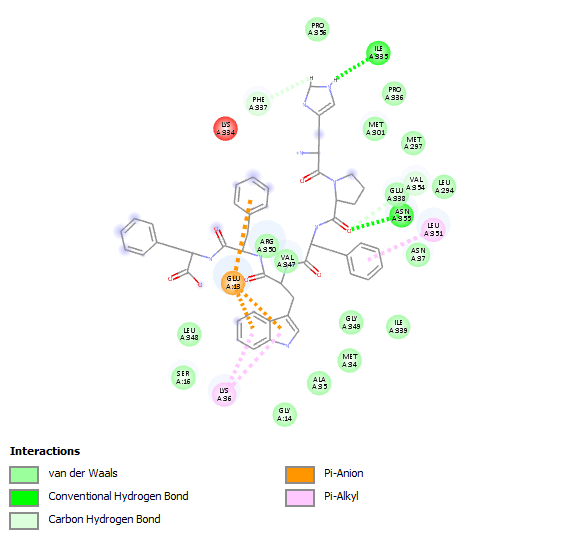 PRO
A:356
ILE
A:335
PRO
A:336
PHE
A:337
LYS
A:334
MET
A:301
MET
A:297
VAL
A:354
LEU
A:294
GLU
A:338
ASN
A:355
LEU
A:351
ARG
A:350
VAL
A:347
ASN
A:37
GLU
A:13
GLY
A:349
ILE
A:339
LEU
A:348
MET
A:34
SER
A:16
ALA
A:35
LYS
A:36
GLY
A:14
H
H
N
N
N
O
N
N
O
O
N
O
O
N
O
O
N
Interactions
van der Waals
Conventional Hydrogen Bond
Carbon Hydrogen Bond
Pi-Anion
Pi-Alkyl